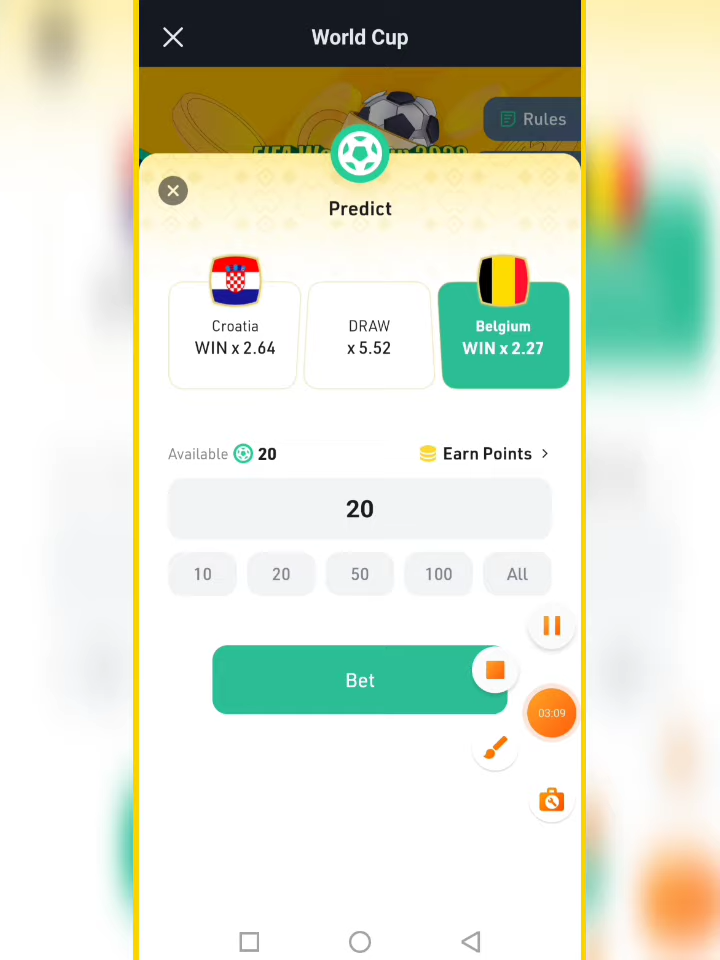 World Cup
Rules
Predict
Croatia
WIN x 2.64
DRAW
x 5.52
Belgium
WIN x 2.27
Available 20
Earn Points >
20
10 20 50 100 All
Bet
03:09